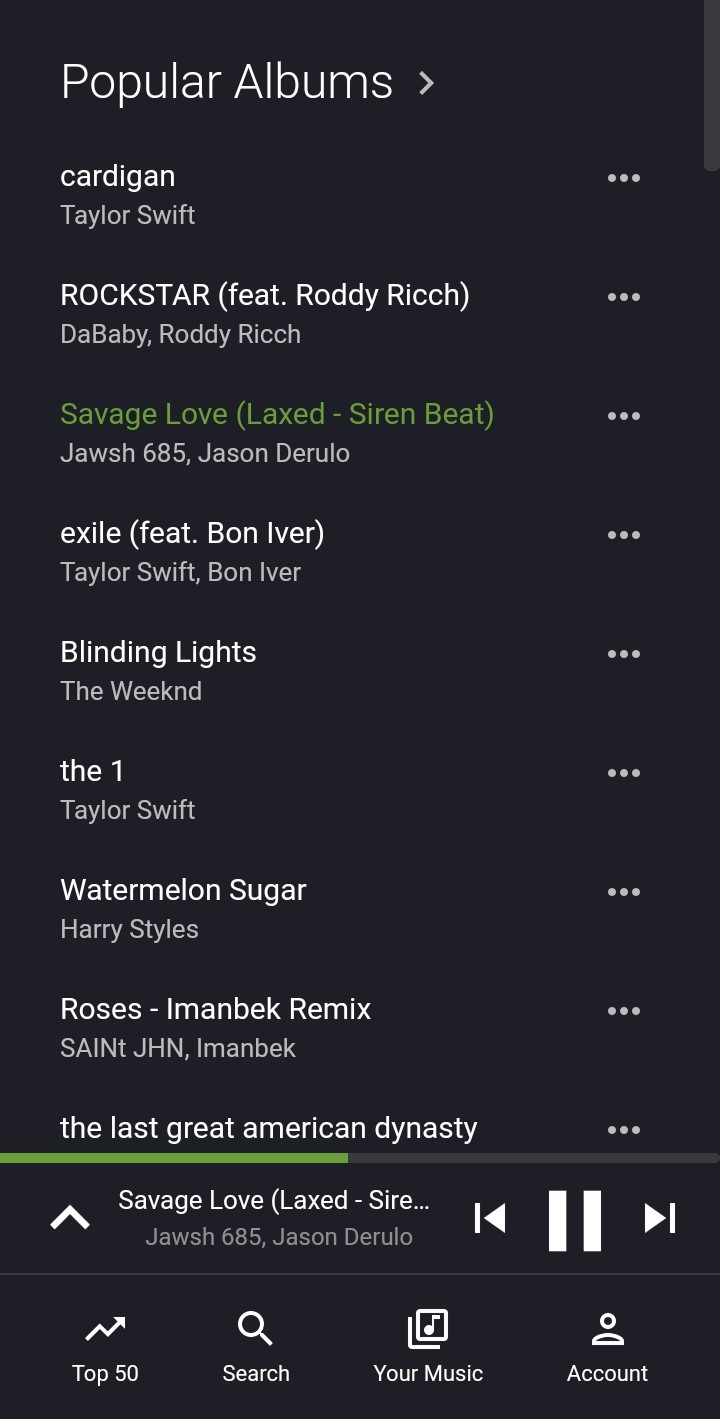 Popular Albums
cardigan
Taylor Swift
ROCKSTAR (feat. Roddy Ricch)
DaBaby, Roddy Ricch
Savage Love (Laxed - Siren Beat)
Jawsh 685, Jason Derulo
exile (feat. Bon Iver)
Taylor Swift, Bon Iver
Blinding Lights
The Weeknd
the 1
Taylor Swift
Watermelon Sugar
Harry Styles
Roses - Imanbek Remix
SAINt JHN, Imanbek
the last great american dynasty
Savage Love (Laxed - Sire...
Jawsh 685, Jason Derulo
Top 50 Search Your Music Account